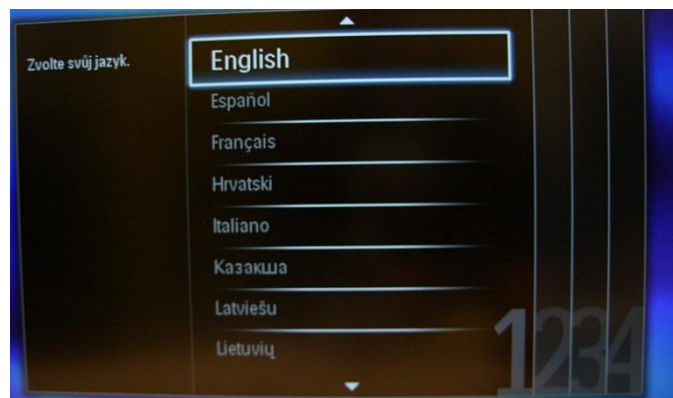 Zvolte svůj jazyk.
English
Español
Français
Hrvatski
Italiano
Казакша
Latviešu
Lietuvių
1234